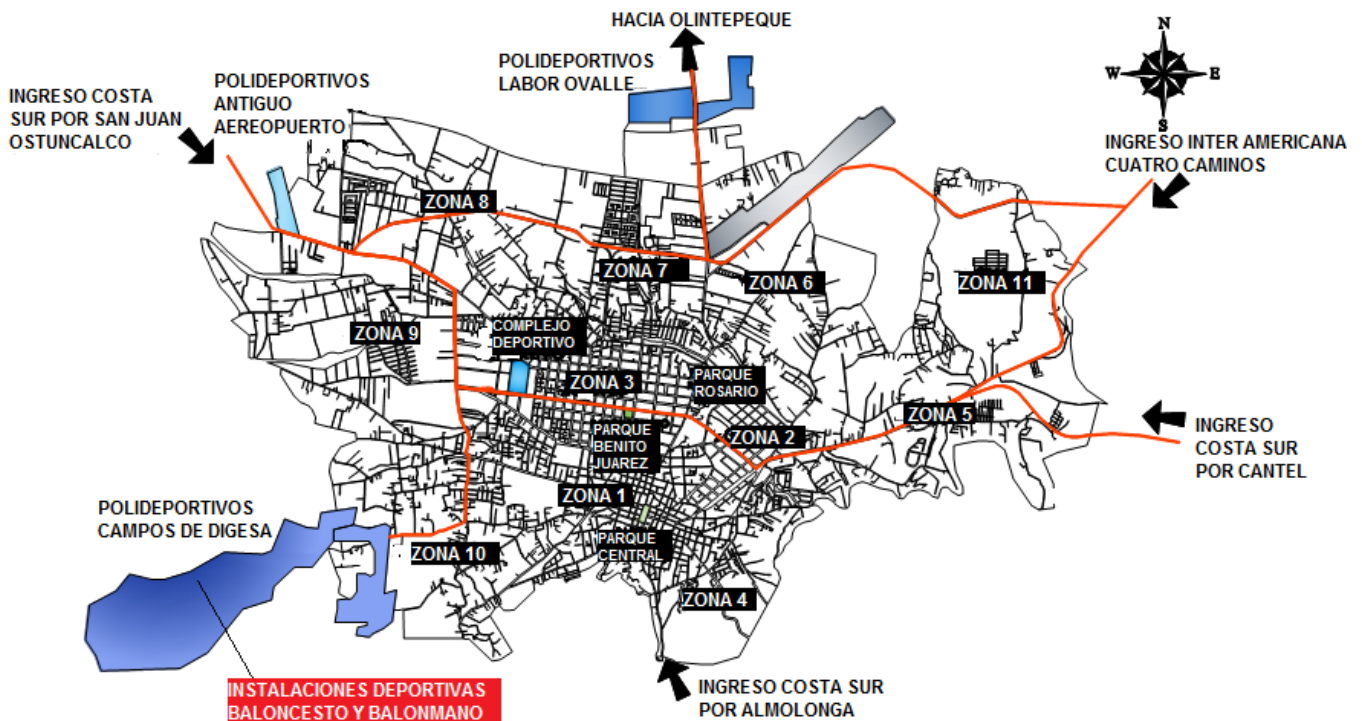 HACIA OLINTEPEQUE
N
W
E
S
POLIDEPORTIVOS
LABOR OVALLE
POLIDEPORTIVOS
ANTIGUO
AEREOPUERTO
INGRESO COSTA
SUR POR SAN JUAN
OSTUNCALCO
INGRESO INTER AMERICANA
CUATRO CAMINOS
ZONA 8
ZONA 7
ZONA 6
ZONA 11
ZONA 9
COMPLEJO
DEPORTIVO
ZONA 3
PARQUE
ROSARIO
ZONA 5
ZONA 2
PARQUE
BENITO
JUAREZ
INGRESO
COSTA SUR
POR CANTEL
ZONA 1
POLIDEPORTIVOS
CAMPOS DE DIGESA
PARQUE
CENTRAL
ZONA 10
ZONA 4
INSTALACIONES DEPORTIVAS
BALONCESTO Y BALONMANO
INGRESO COSTA SUR
POR ALMOLONGA